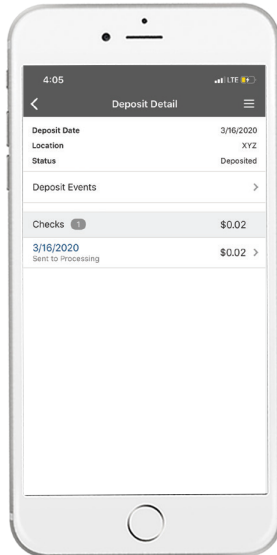 4:05 LTE
Deposit Detail
Deposit Date 3/16/2020
Location XYZ
Status Deposited
Deposit Events
Checks 1 $0.02
3/16/2020 $0.02
Sent to Processing